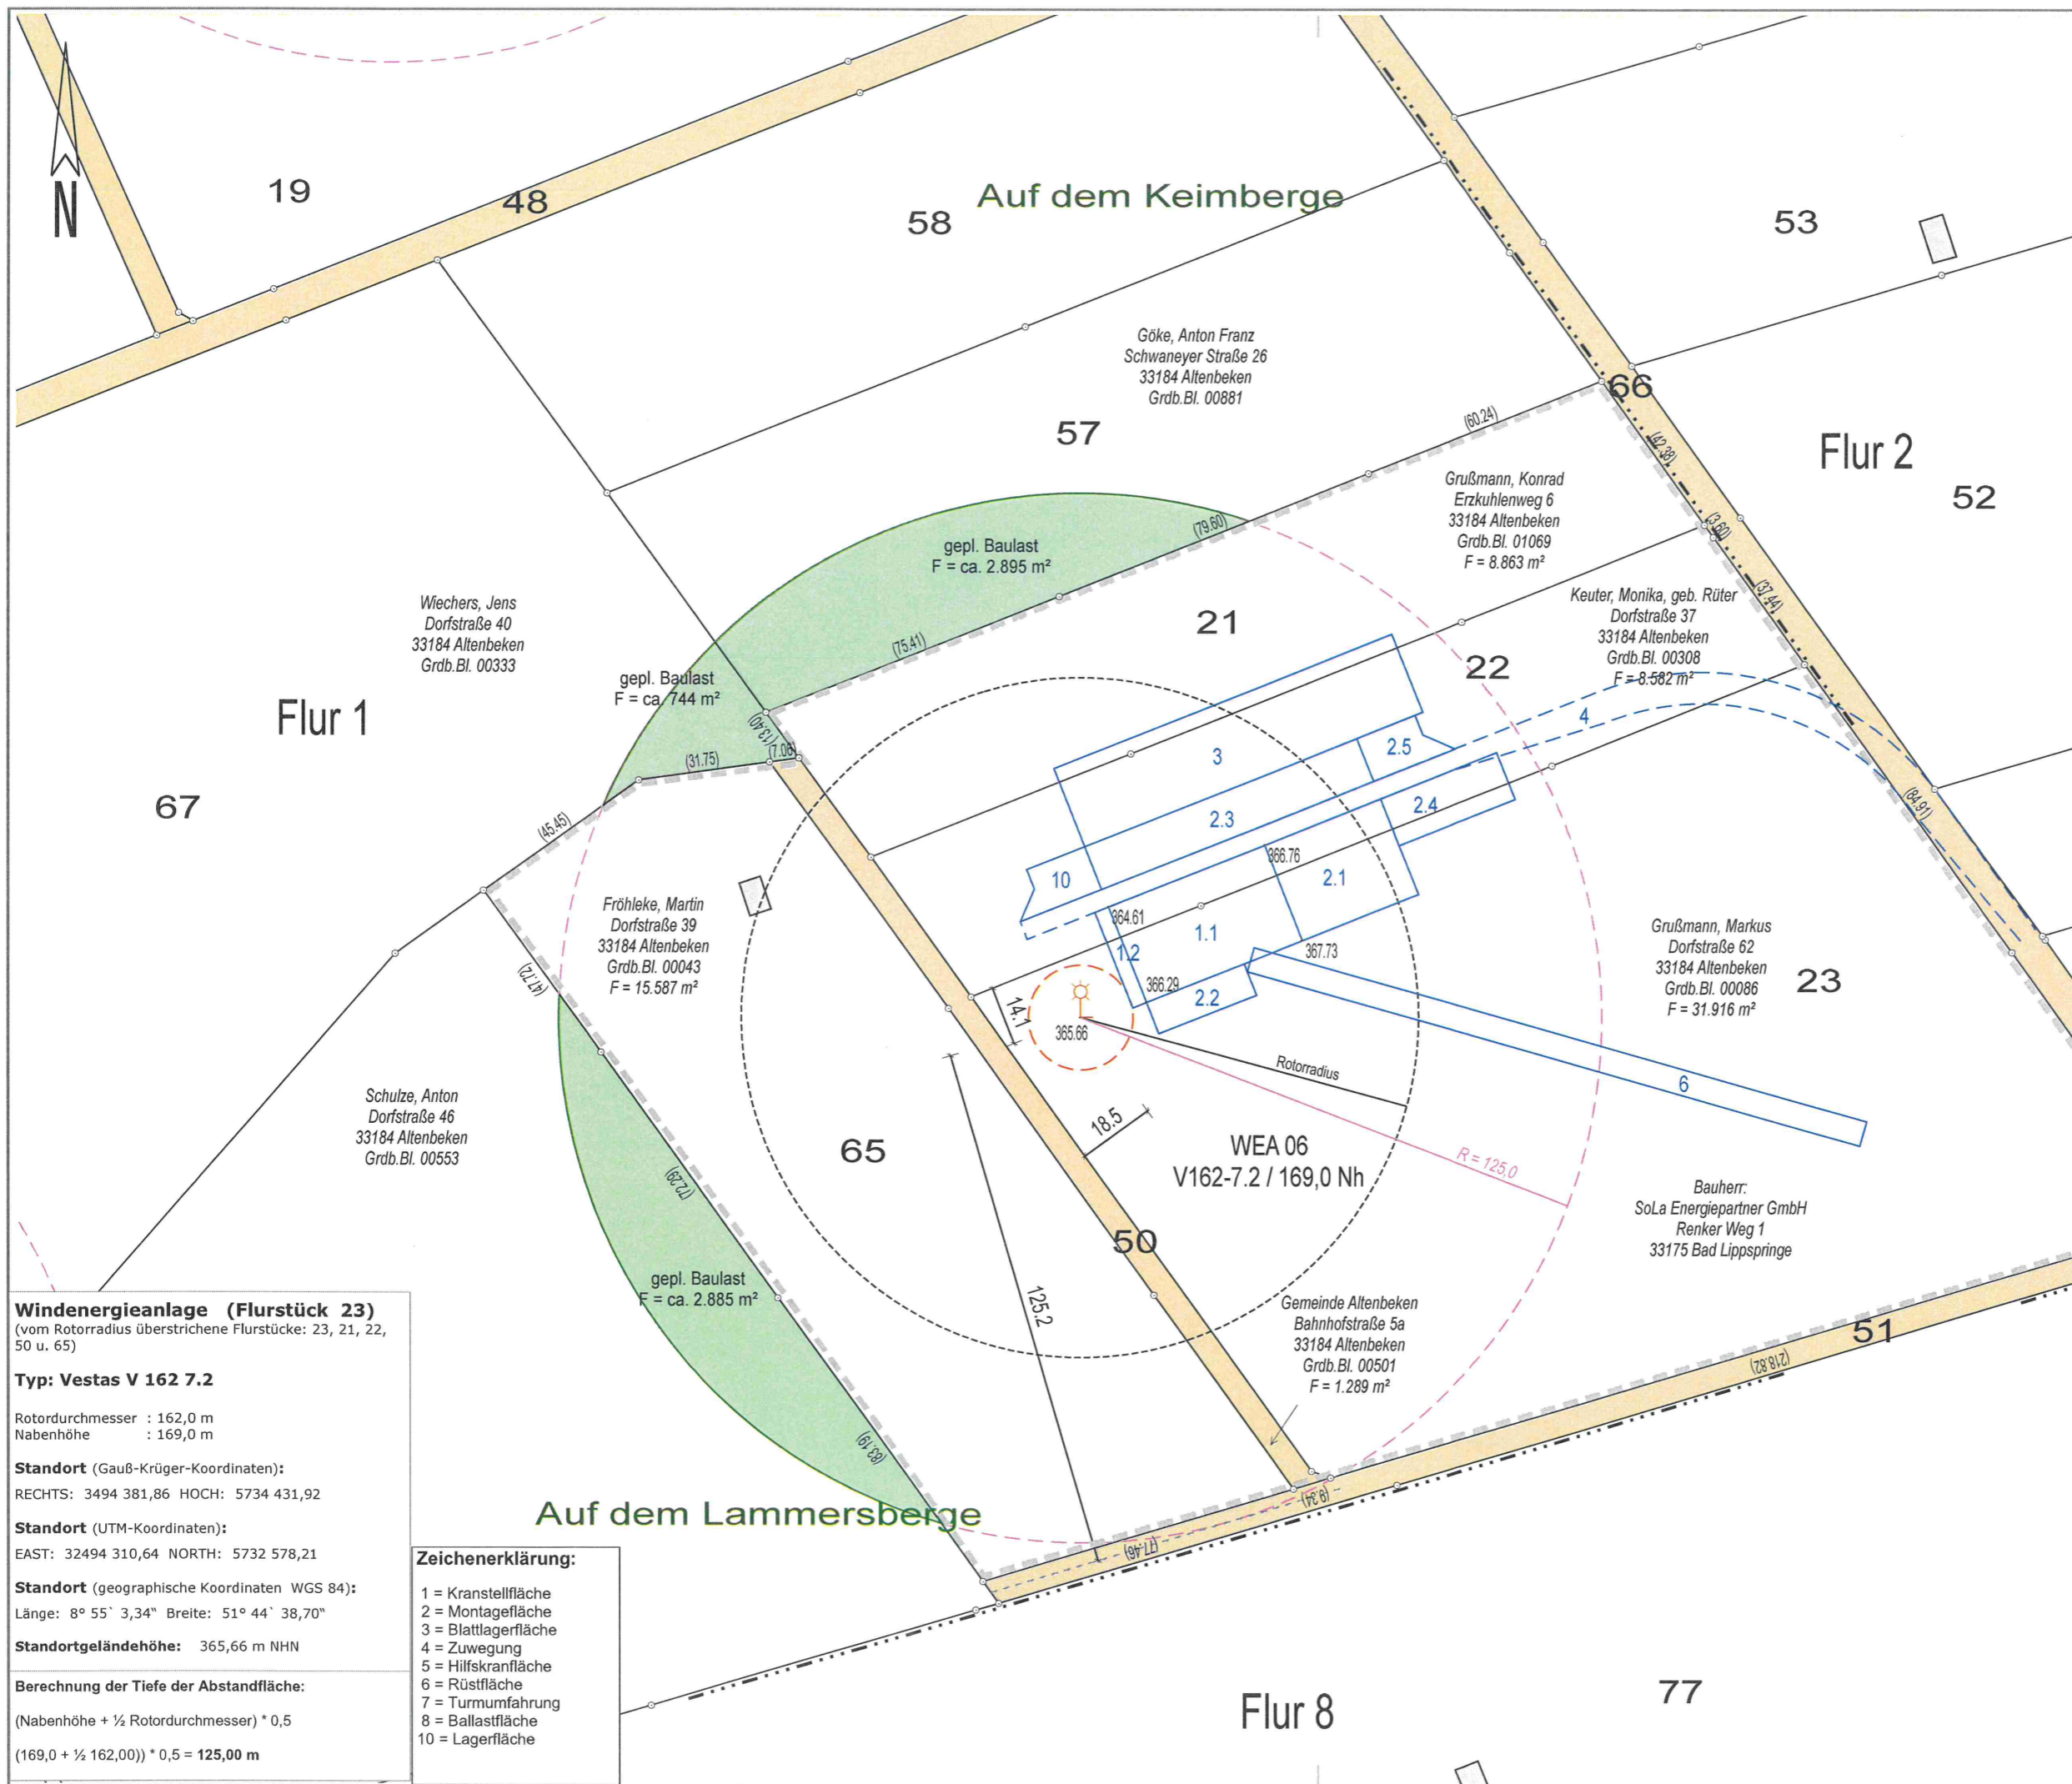 N
19
48
58
Auf dem Keimberge
53
Göke, Anton Franz
Schwaneyer Straße 26
33184 Altenbeken
Grdb.Bl. 00881
57
66
(60.24)
(42.38)
Flur 2
52
Grußmann, Konrad
Erzkuhlenweg 6
33184 Altenbeken
Grdb.Bl. 01069
F = 8.863 m²
(3.60)
(79.60)
gepl. Baulast
F = ca. 2.895 m²
(37.44)
Wiechers, Jens
Dorfstraße 40
33184 Altenbeken
Grdb.Bl. 00333
21
Keuter, Monika, geb. Rüter
Dorfstraße 37
33184 Altenbeken
Grdb.Bl. 00308
F = 8.582 m²
(75.41)
22
gepl. Baulast
F = ca. 744 m²
Flur 1
(13.40)
(7.06)
(31.75)
4
3
2.5
67
2.4
2.3
(84.91)
(45.45)
366.76
10
2.1
Fröhleke, Martin
Dorfstraße 39
33184 Altenbeken
Grdb.Bl. 00043
F = 15.587 m²
364.61
1.1
1.2
367.73
Grußmann, Markus
Dorfstraße 62
33184 Altenbeken
Grdb.Bl. 00086
F = 31.916 m²
23
(47.72)
366.29
2.2
14.1
365.66
Rotorradius
6
Schulze, Anton
Dorfstraße 46
33184 Altenbeken
Grdb.Bl. 00553
18.5
65
WEA 06
V162-7.2 / 169,0 Nh
R = 125,0
(72.29)
Bauherr:
SoLa Energiepartner GmbH
Renker Weg 1
33175 Bad Lippspringe
50
gepl. Baulast
F = ca. 2.885 m²
125.2
Gemeinde Altenbeken
Bahnhofstraße 5a
33184 Altenbeken
Grdb.Bl. 00501
F = 1.289 m²
51
(218.82)
(83.19)
(9.34)
(77.46)
Auf dem Lammersberge
Windenergieanlage (Flurstück 23)
(vom Rotorradius überstrichene Flurstücke: 23, 21, 22,
50 u. 65)
Typ: Vestas V 162 7.2
Rotordurchmesser : 162,0 m
Nabenhöhe : 169,0 m
Standort (Gauß-Krüger-Koordinaten):
RECHTS: 3494 381,86 HOCH: 5734 431,92
Standort (UTM-Koordinaten):
EAST: 32494 310,64 NORTH: 5732 578,21
Standort (geographische Koordinaten WGS 84):
Länge: 8° 55` 3,34" Breite: 51° 44` 38,70"
Standortgeländehöhe: 365,66 m NHN
Berechnung der Tiefe der Abstandfläche:
(Nabenhöhe + ½ Rotordurchmesser) * 0,5
(169,0 + ½ 162,00)) * 0,5 = 125,00 m
Zeichenerklärung:
1 = Kranstellfläche
2 = Montagefläche
3 = Blattlagerfläche
4 = Zuwegung
5 = Hilfskranfläche
6 = Rüstfläche
7 = Turmumfahrung
8 = Ballastfläche
10 = Lagerfläche
Flur 8
77